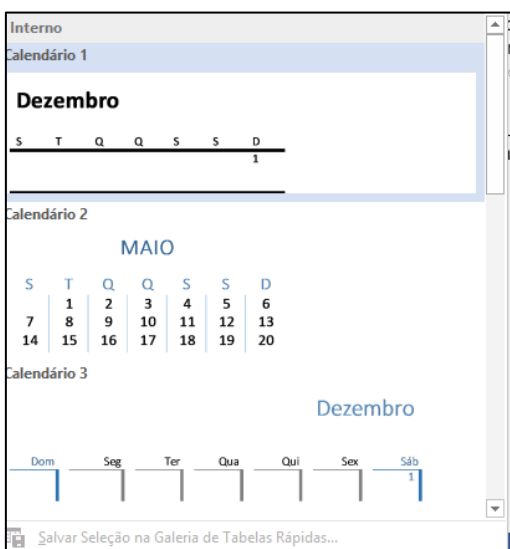 Interno
Calendário 1
Dezembro
S T Q Q S S D
1
Calendário 2
MAIO
S T Q Q S S D
1 2 3 4 5 6
7 8 9 10 11 12 13
14 15 16 17 18 19 20
Calendário 3
Dezembro
Dom Seg Ter Qua Qui Sex Sáb
1
Salvar Seleção na Galeria de Tabelas Rápidas...